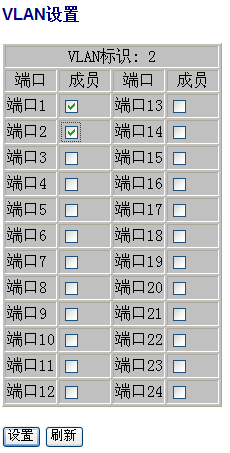 VLAN设置
VLAN标识: 2
端口 成员 端口 成员
端口1 端口13
端口2 端口14
端口3 端口15
端口4 端口16
端口5 端口17
端口6 端口18
端口7 端口19
端口8 端口20
端口9 端口21
端口10 端口22
端口11 端口23
端口12 端口24
设置 刷新